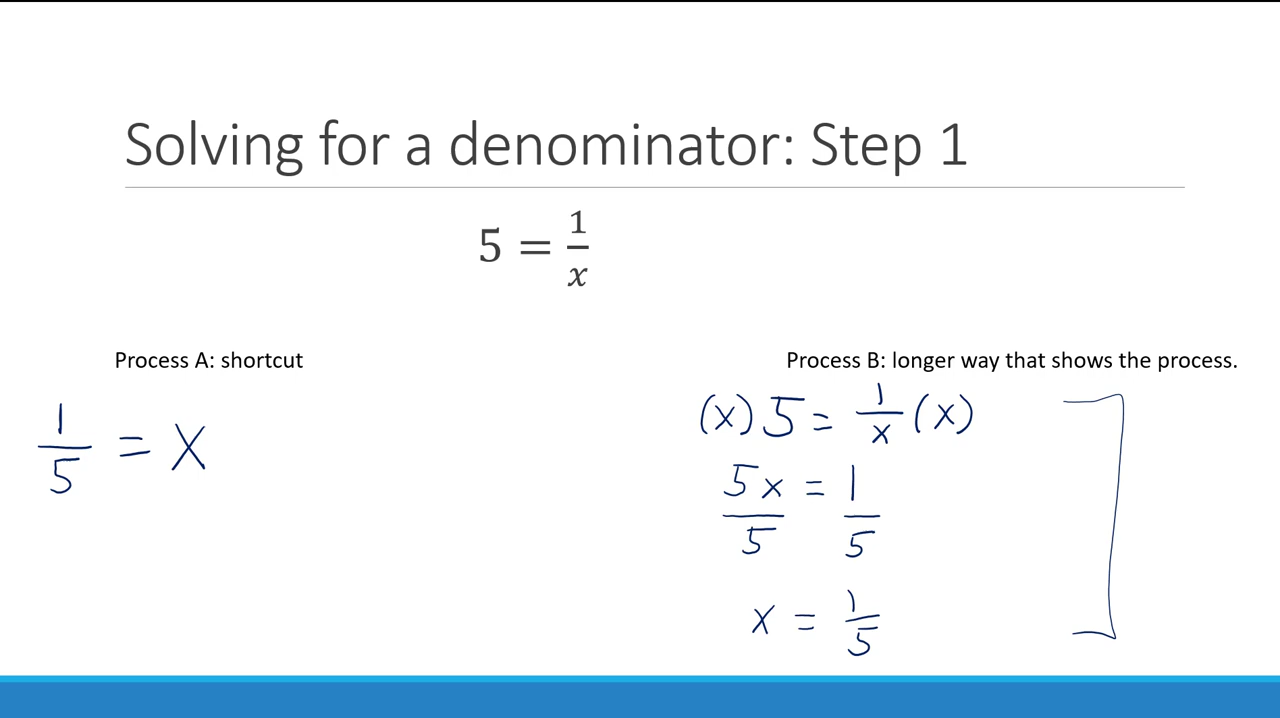 Solving for a denominator: Step 1
5 = 1/x
Process A: shortcut
1/5 = x
Process B: longer way that shows the process.
(x) 5 = 1/x (x)
5x/5 = 1/5
x = 1/5